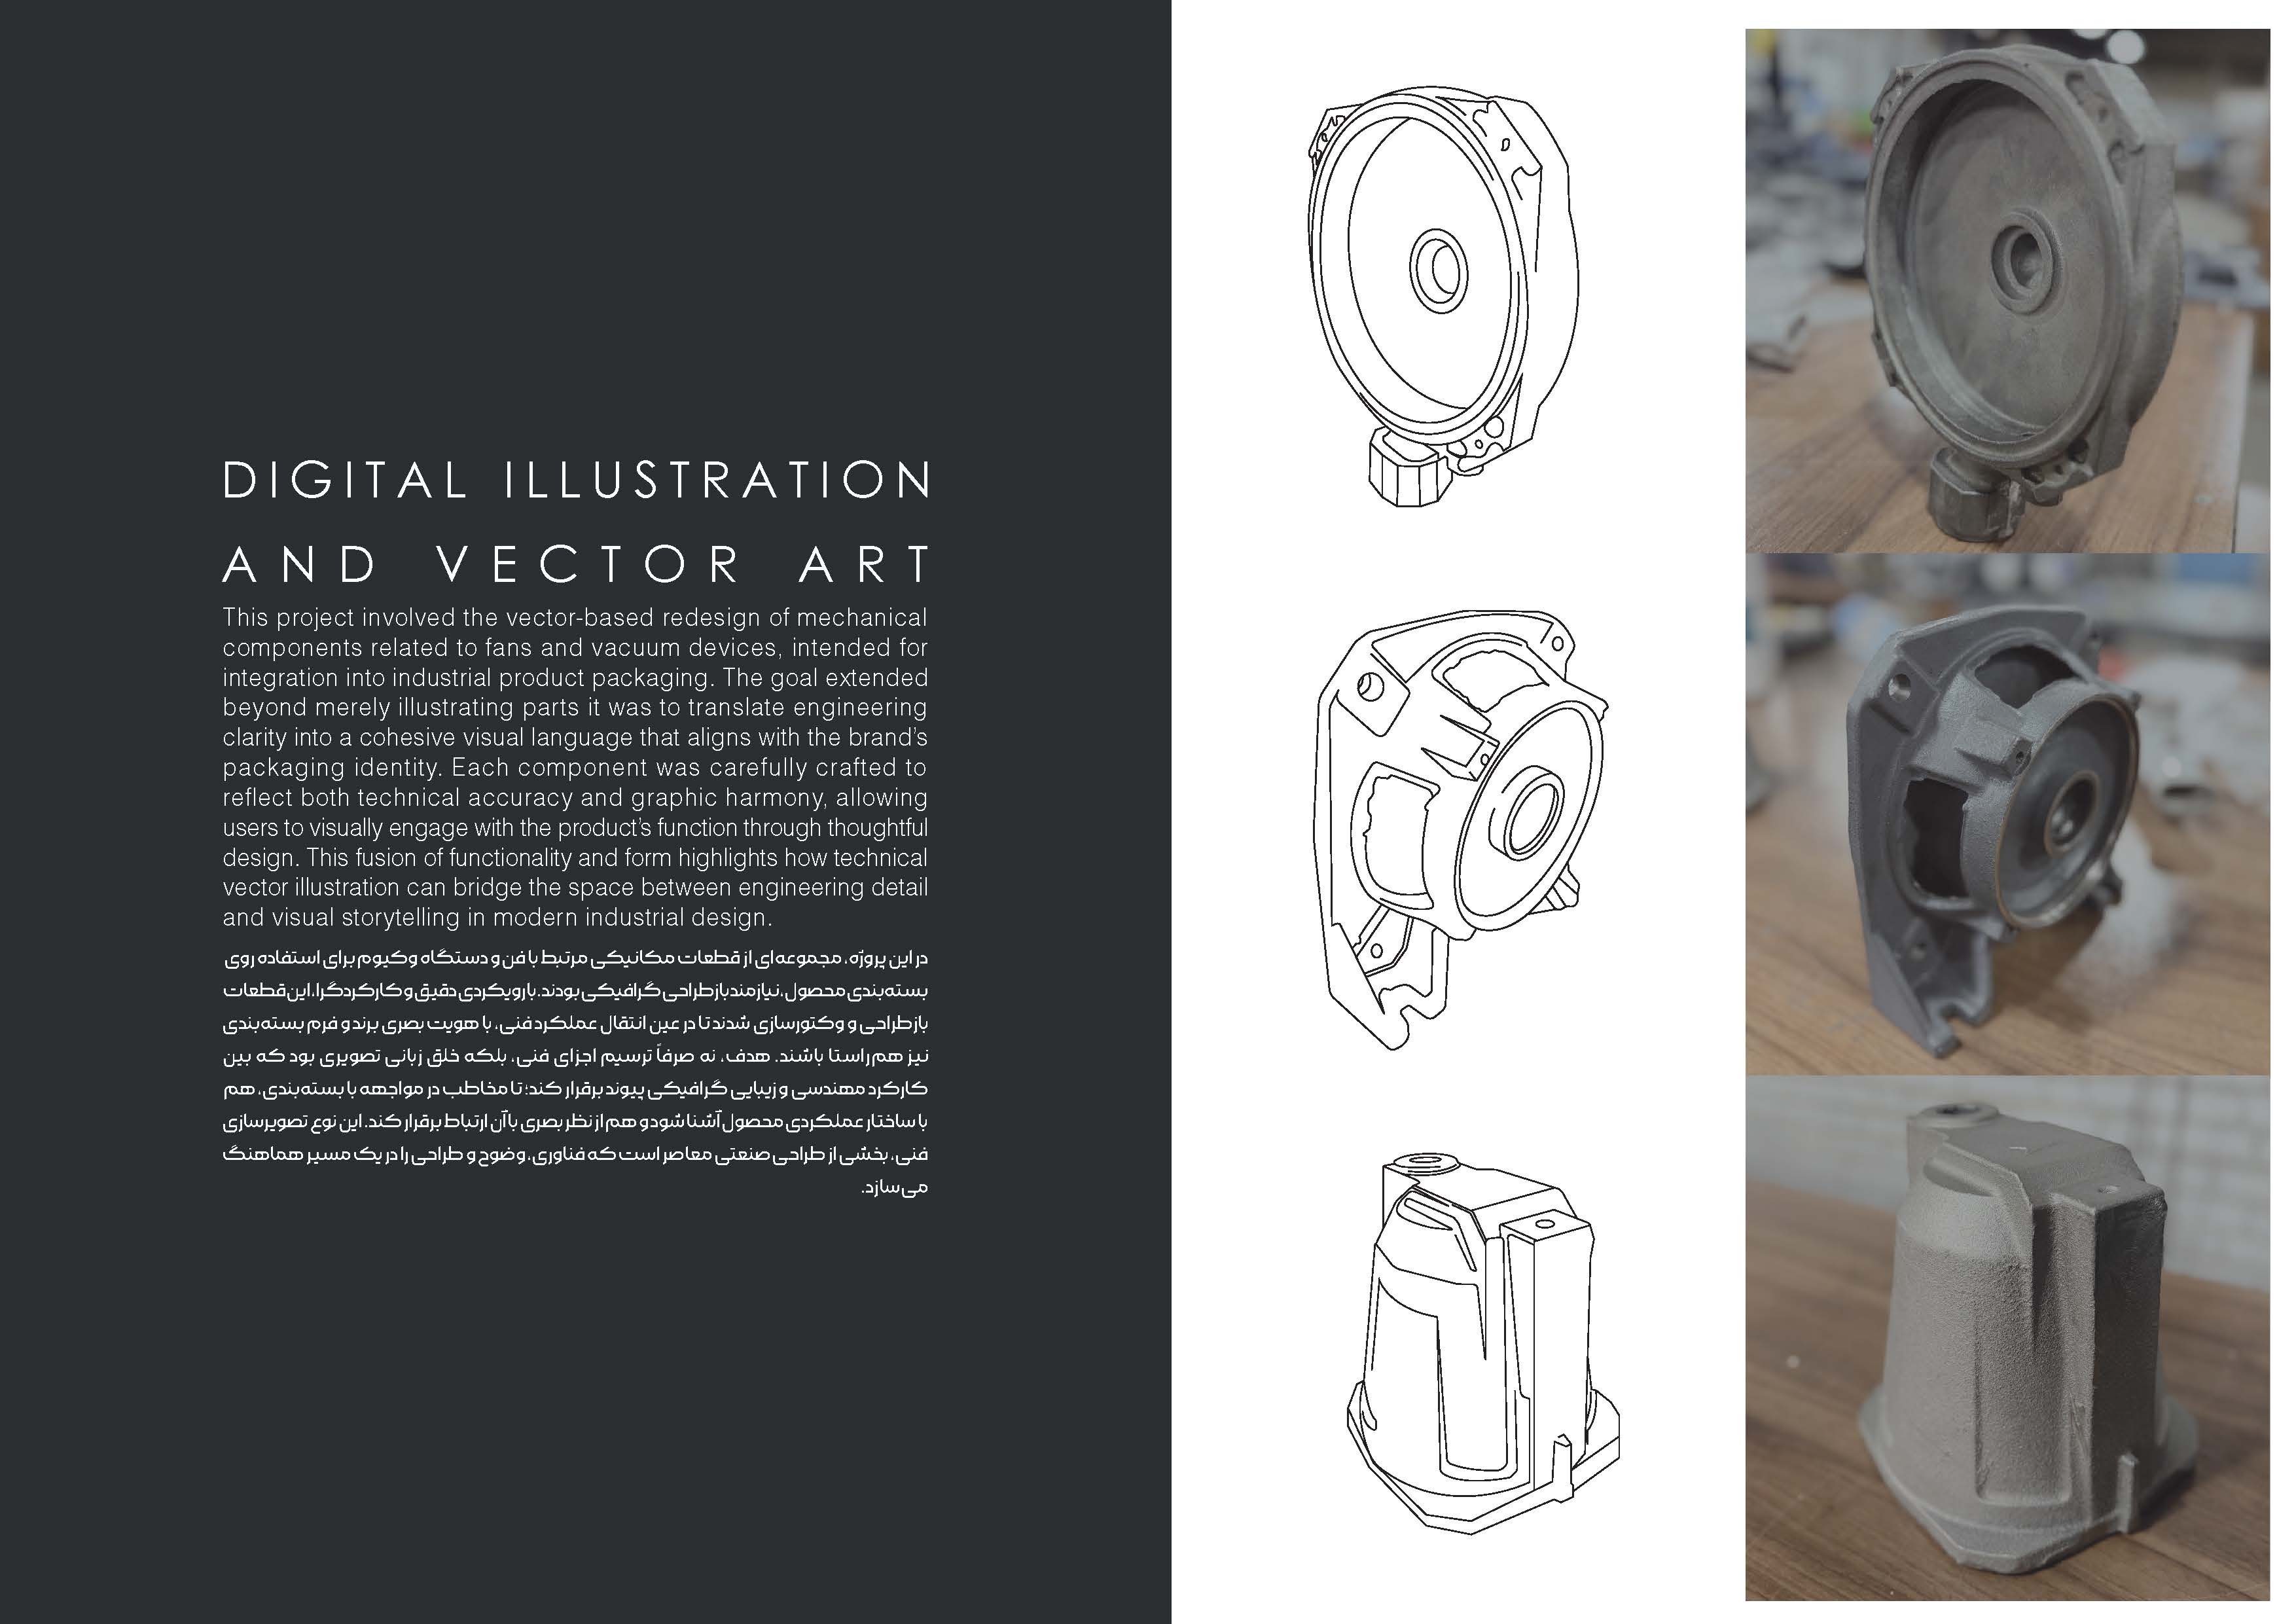 DIGITAL ILLUSTRATION
AND VECTOR ART
This project involved the vector-based redesign of mechanical
components related to fans and vacuum devices, intended for
integration into industrial product packaging. The goal extended
beyond merely illustrating parts it was to translate engineering
clarity into a cohesive visual language that aligns with the brand's
packaging identity. Each component was carefully crafted to
reflect both technical accuracy and graphic harmony, allowing
users to visually engage with the product's function through thoughtful
design. This fusion of functionality and form highlights how technical
vector illustration can bridge the space between engineering detail
and visual storytelling in modern industrial design.
در این پروژه، مجموعه‌ای از قطعات مکانیکی مرتبط با فن و دستگاه وکیوم برای استفاده روی
بسته‌بندی محصول، نیازمند بازطراحی گرافیکی بودند. با رویکردی دقیق و کارکردگرا، این قطعات
بازطراحی و وکتورسازی شدند تا در عین انتقال عملکرد فنی، با هویت بصری برند و فرم بسته‌بندی
نیز هم‌راستا باشند. هدف، نه صرفاً ترسیم اجزای فنی، بلکه خلق زبانی تصویری بود که بین
کارکرد مهندسی و زیبایی گرافیکی پیوند برقرار کند؛ تا مخاطب در مواجهه با بسته‌بندی، هم
با ساختار عملکردی محصول آشنا شود و هم از نظر بصری با آن ارتباط برقرار کند. این نوع تصویرسازی
فنی، بخشی از طراحی صنعتی معاصر است که فناوری، وضوح و طراحی را در یک مسیر هماهنگ
می‌سازد.